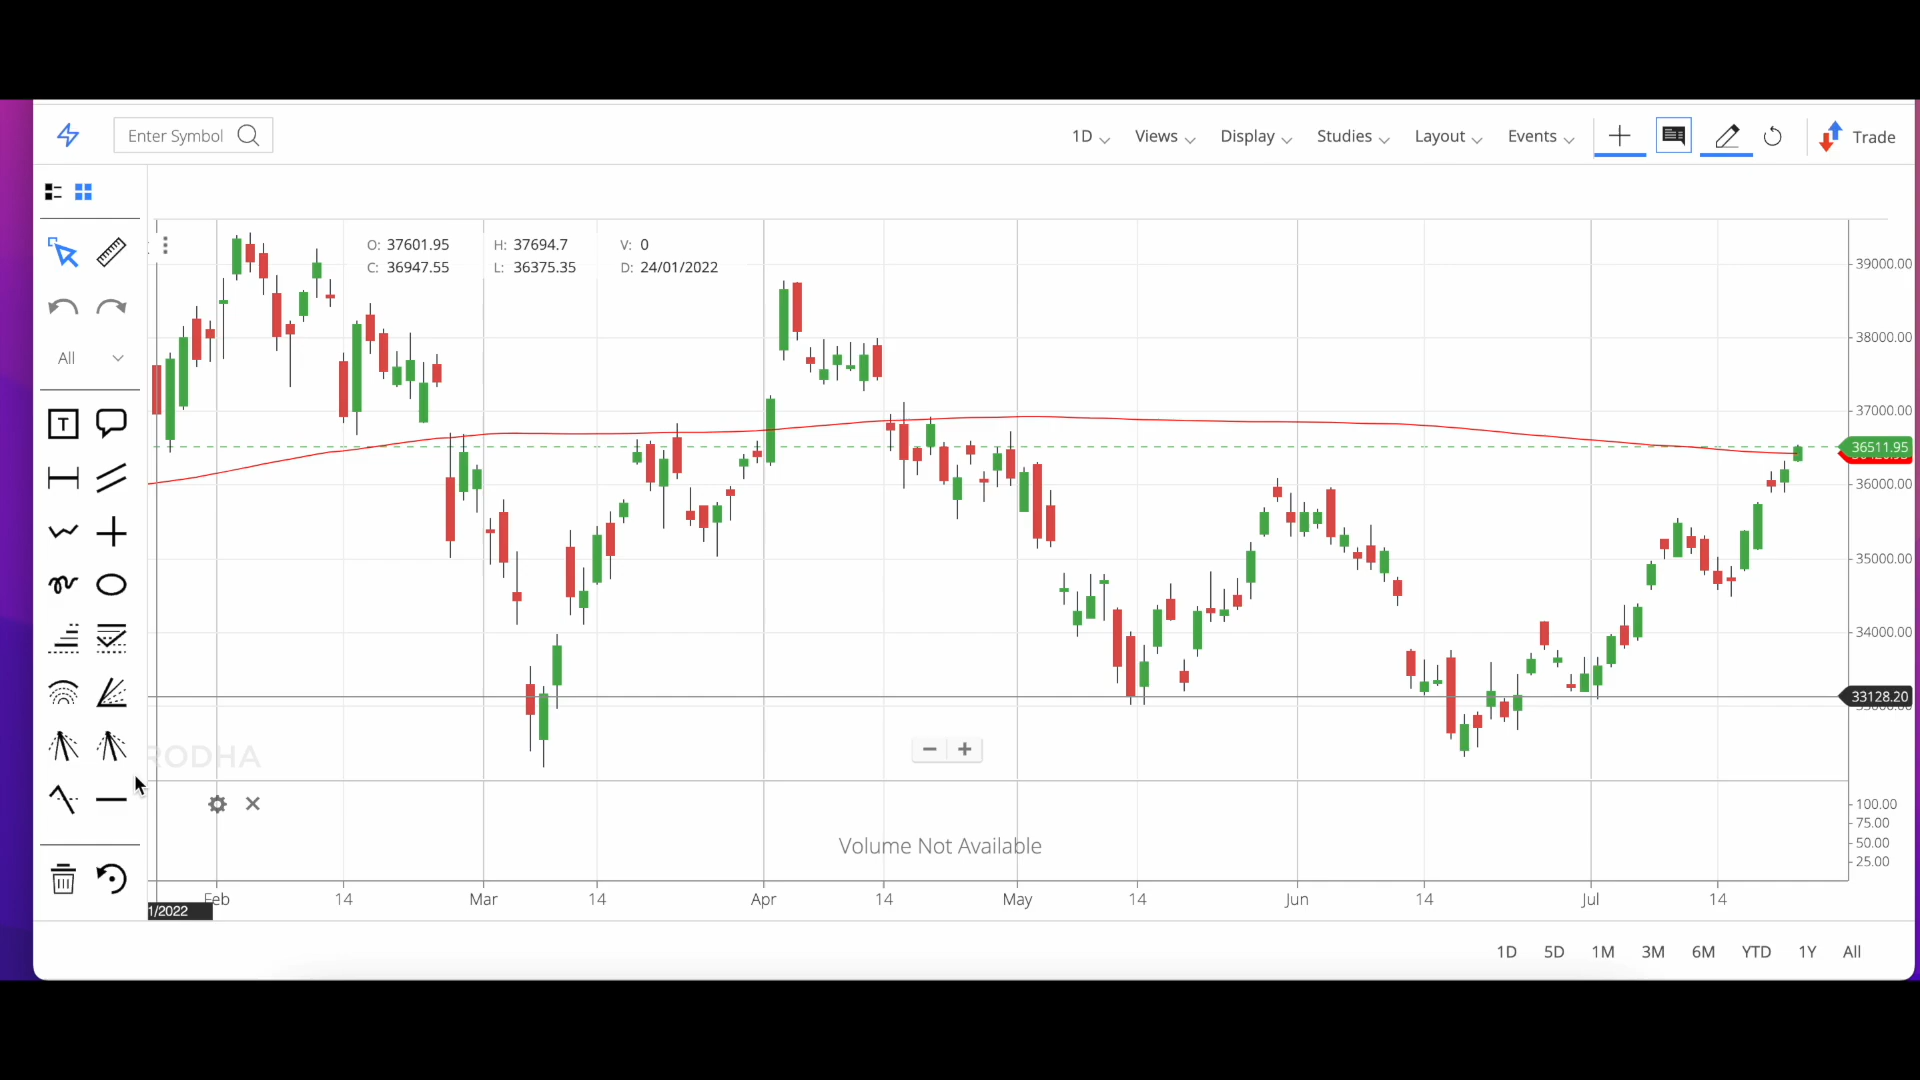 Enter Symbol
1D Views Display Studies Layout Events Trade
O: 37601.95 H: 37694.7 V: 0
C: 36947.55 L: 36375.35 D: 24/01/2022
All
T
39000.00
38000.00
37000.00
36511.95
36000.00
35000.00
34000.00
33128.20
RODHA
Volume Not Available
100.00
75.00
50.00
25.00
Feb 14 Mar 14 Apr 14 May 14 Jun 14 Jul 14
1/2022
1D 5D 1M 3M 6M YTD 1Y All